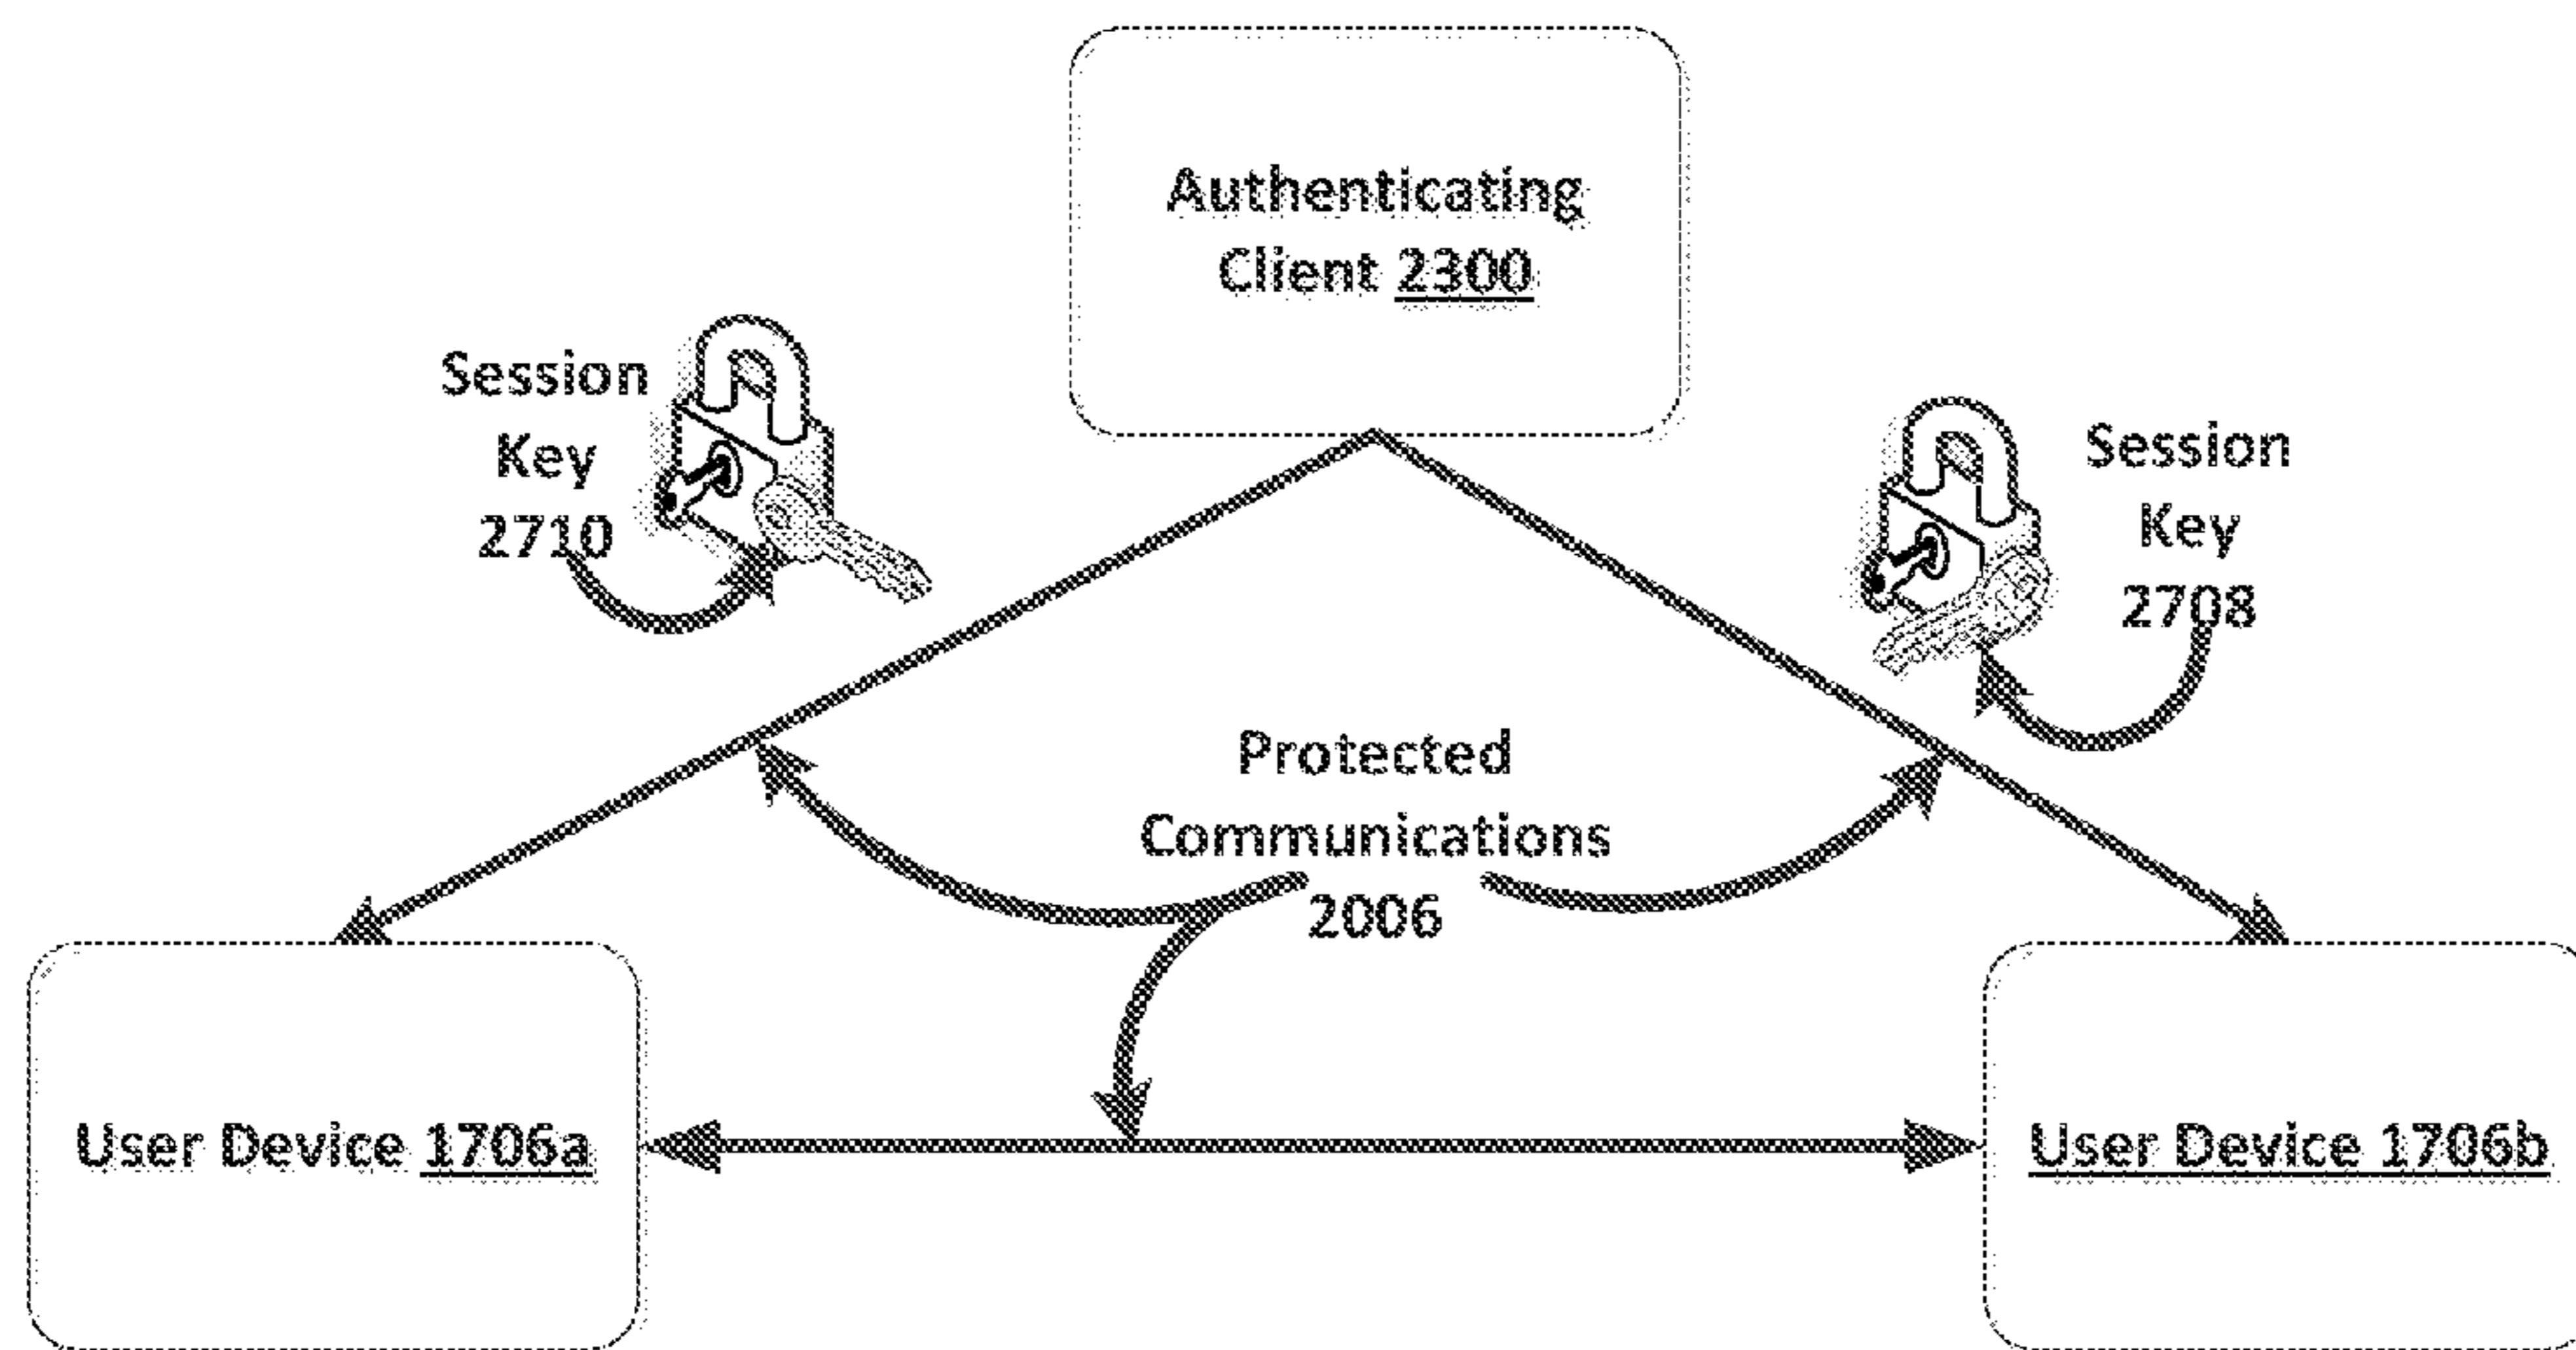 Authenticating
Client 2300
Session
Key
2710
Session
Key
2708
Protected
Communications
2006
User Device 1706a
User Device 1706b